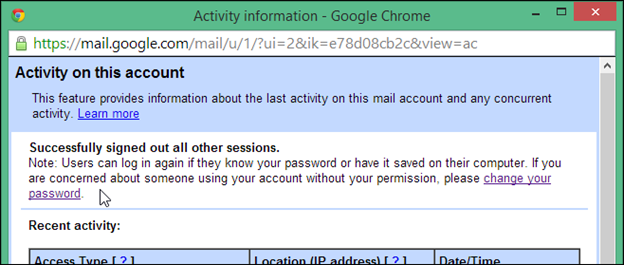 Activity information - Google Chrome
https://mail.google.com/mail/u/1/?ui=2&ik=e78d08cb2c&view=ac
Activity on this account
This feature provides information about the last activity on this mail account and any concurrent
activity. Learn more
Successfully signed out all other sessions.
Note: Users can log in again if they know your password or have it saved on their computer. If you
are concerned about someone using your account without your permission, please change your
password.
Recent activity:
Access Type [ ? ] Location (IP address) [ ? ] Date/Time